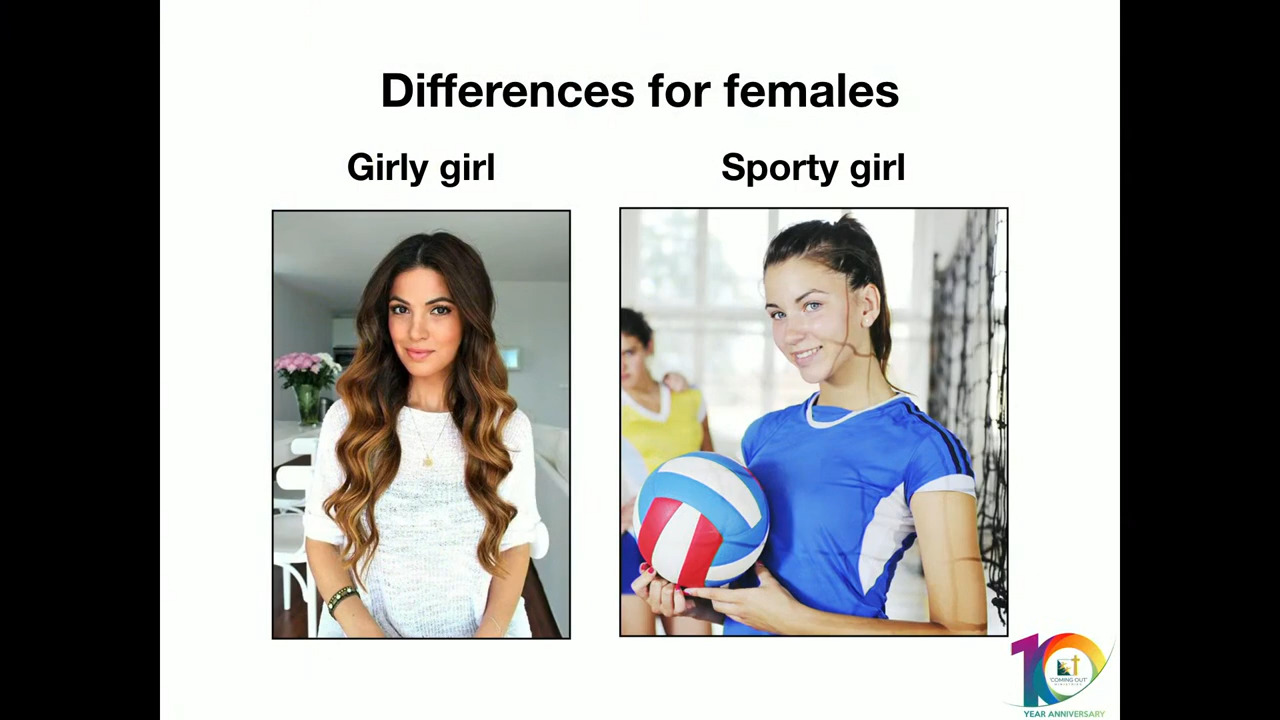 Differences for females
Girly girl
Sporty girl
10
'COMING OUT'
YEAR ANNIVERSARY